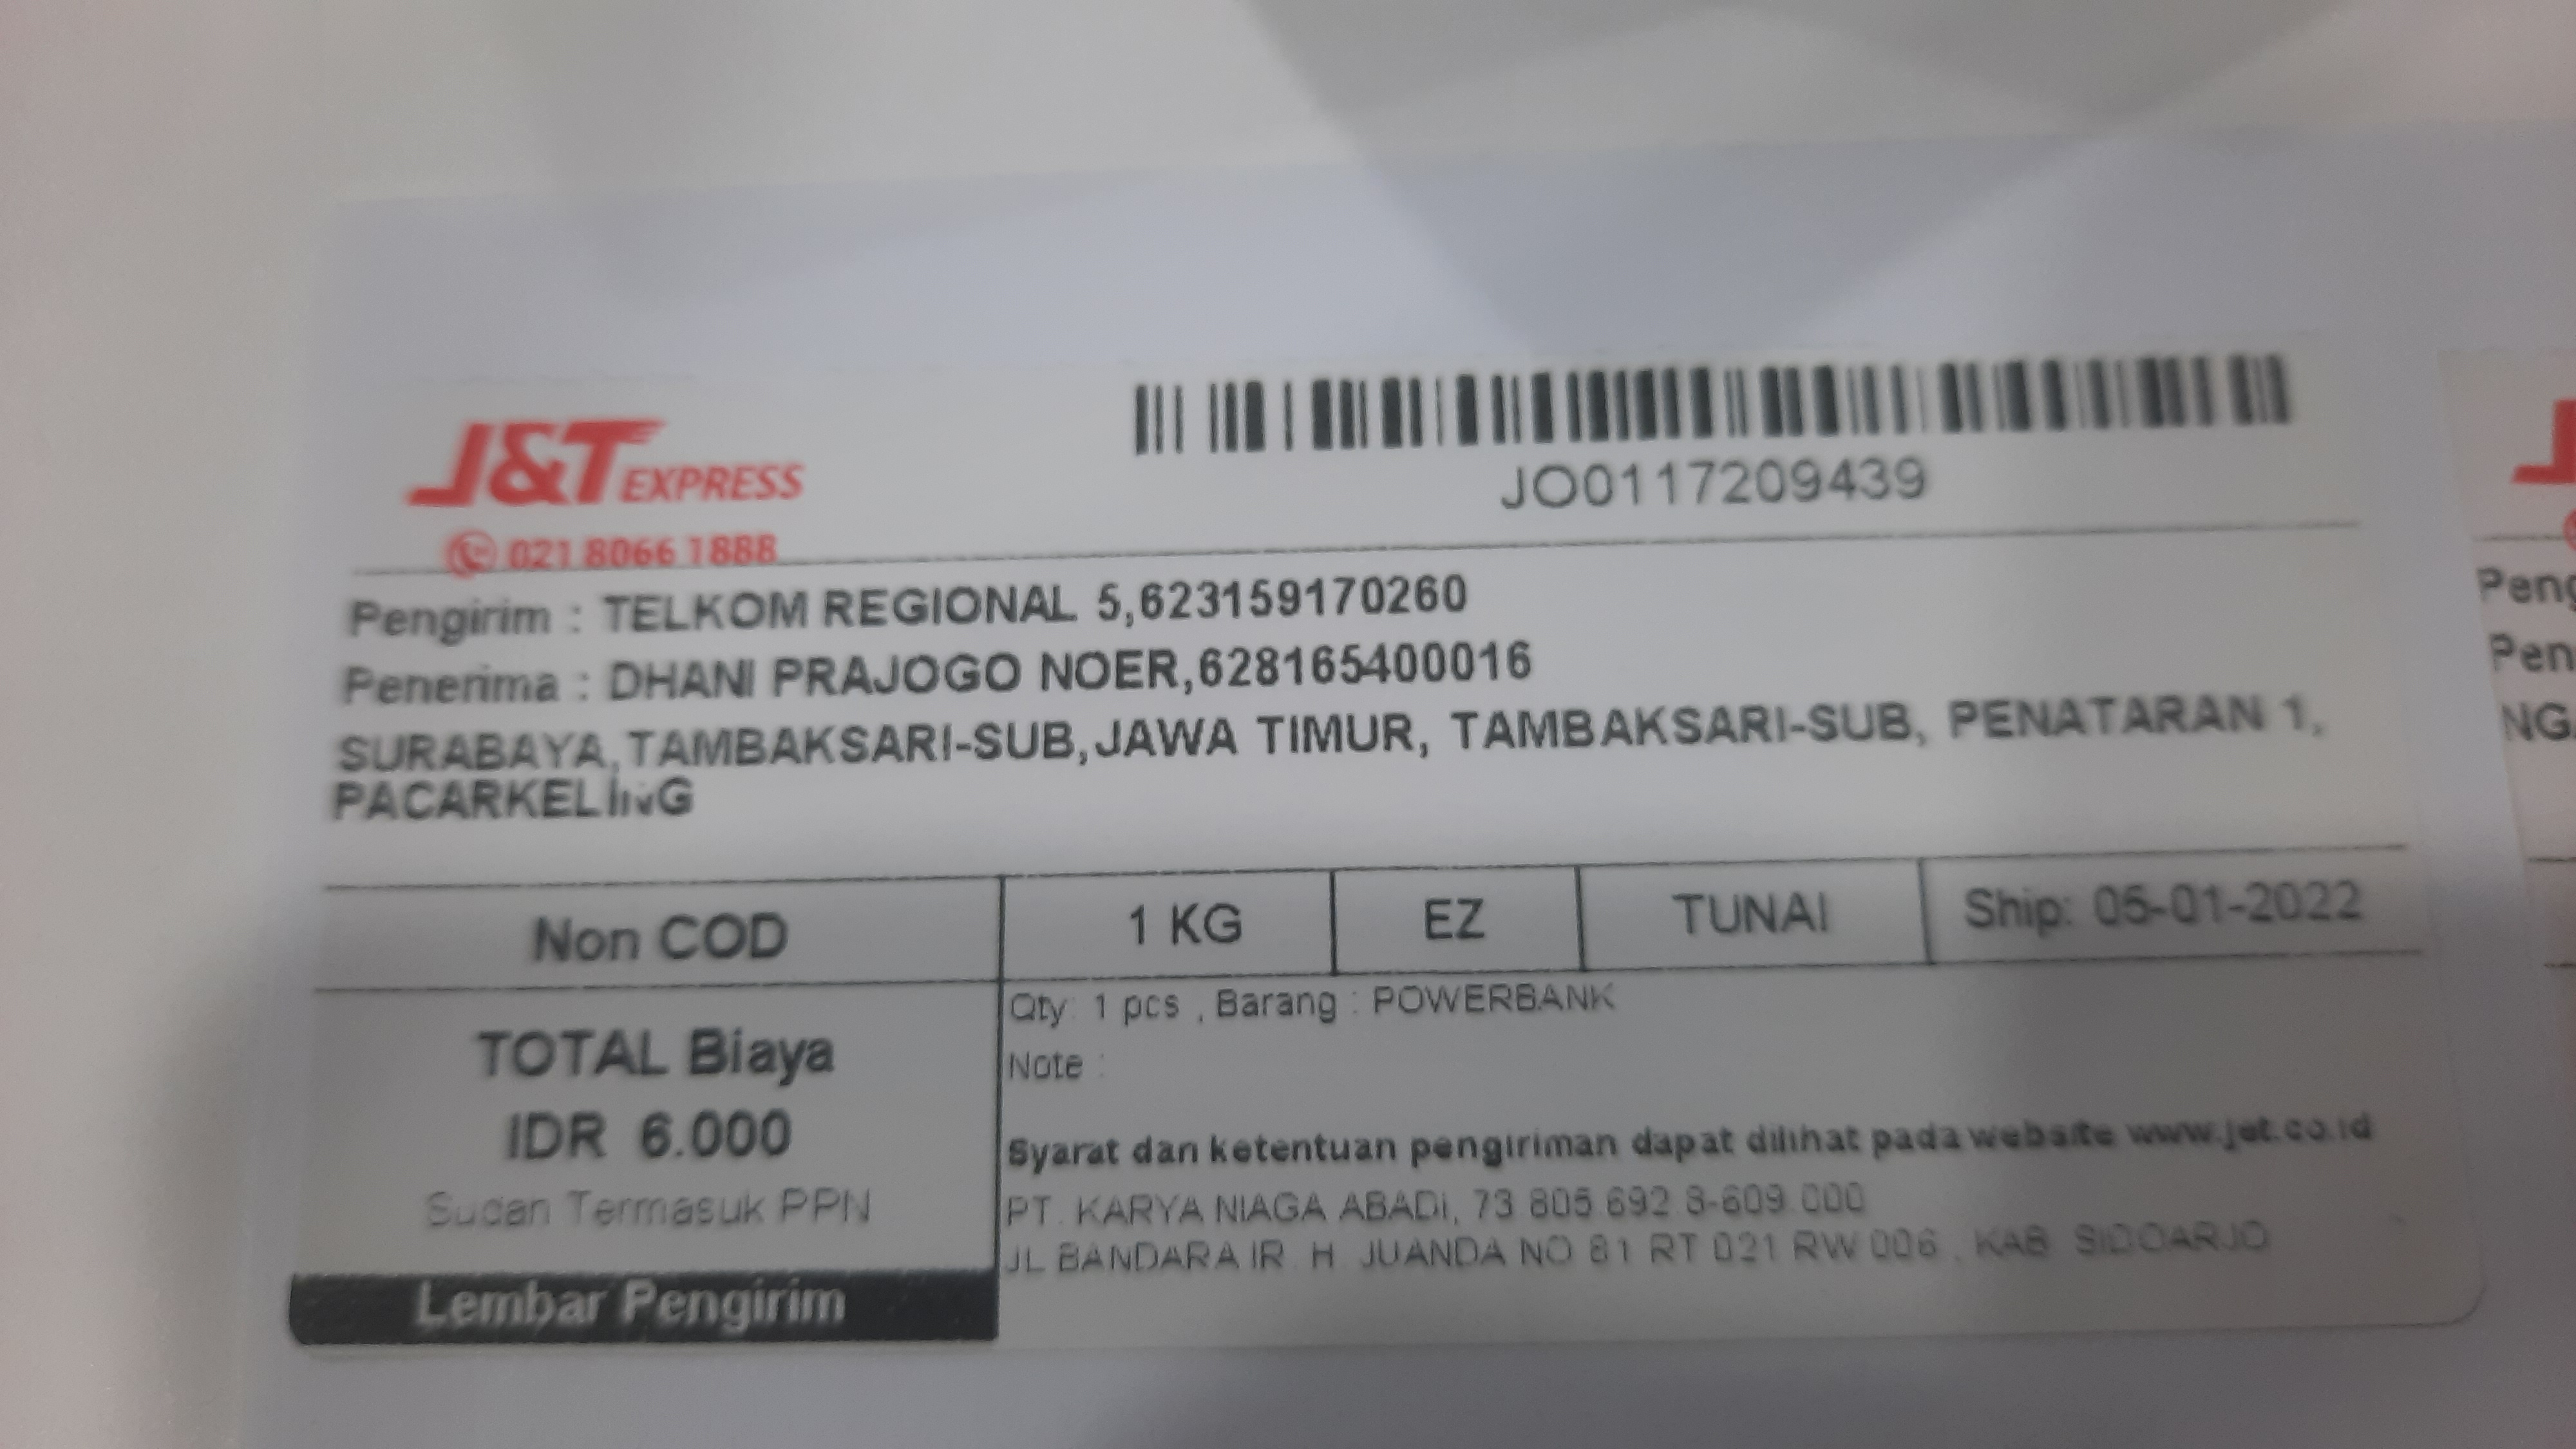 J&T EXPRESS
021 8066 1888
JO0117209439
Pengirim : TELKOM REGIONAL 5,623159170260
Penerima : DHANI PRAJOGO NOER,628165400016
SURABAYA,TAMBAKSARI-SUB,JAWA TIMUR, TAMBAKSARI-SUB, PENATARAN 1,
PACARKELING
Non COD 1 KG EZ TUNAI Ship: 05-01-2022
TOTAL Biaya
IDR 6.000
Sudah Termasuk PPN
Lembar Pengirim
Qty: 1 pcs , Barang : POWERBANK
Note :
Syarat dan ketentuan pengiriman dapat dilihat pada website www.jet.co.id
PT. KARYA NIAGA ABADI, 73.805.692.8-609.000
JL BANDARA IR. H. JUANDA NO 81 RT 021 RW 006 , KAB. SIDOARJO
J
Peng
Pen
NG